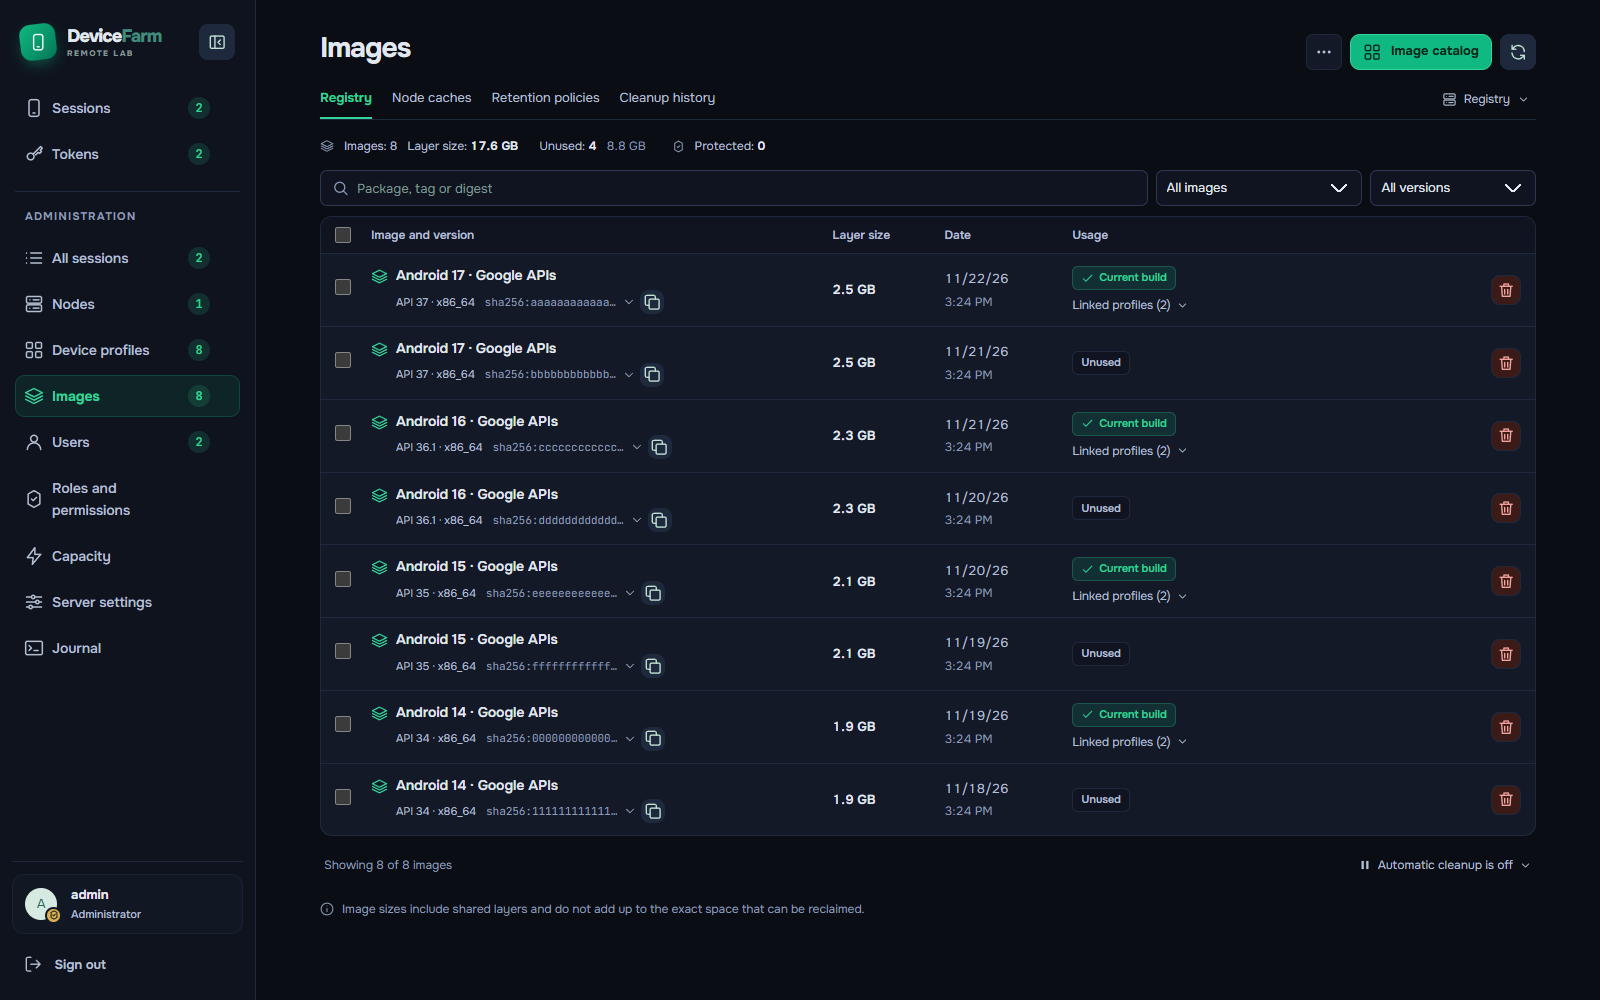 DeviceFarm
REMOTE LAB
Sessions 2
Tokens 2
ADMINISTRATION
All sessions 2
Nodes 1
Device profiles 8
Images 8
Users 2
Roles and
permissions
Capacity
Server settings
Journal
A
admin
Administrator
Sign out
Images
Image catalog
Registry Node caches Retention policies Cleanup history
Registry
Images: 8 Layer size: 17.6 GB Unused: 4 8.8 GB Protected: 0
Package, tag or digest
All images
All versions
Image and version Layer size Date Usage
Android 17 · Google APIs
API 37 · x86_64 sha256:aaaaaaaaaaaa…
2.5 GB
11/22/26
3:24 PM
Current build
Linked profiles (2)
Android 17 · Google APIs
API 37 · x86_64 sha256:bbbbbbbbbbbb…
2.5 GB
11/21/26
3:24 PM
Unused
Android 16 · Google APIs
API 36.1 · x86_64 sha256:cccccccccccc…
2.3 GB
11/21/26
3:24 PM
Current build
Linked profiles (2)
Android 16 · Google APIs
API 36.1 · x86_64 sha256:dddddddddddd…
2.3 GB
11/20/26
3:24 PM
Unused
Android 15 · Google APIs
API 35 · x86_64 sha256:eeeeeeeeeeee…
2.1 GB
11/20/26
3:24 PM
Current build
Linked profiles (2)
Android 15 · Google APIs
API 35 · x86_64 sha256:ffffffffffff…
2.1 GB
11/19/26
3:24 PM
Unused
Android 14 · Google APIs
API 34 · x86_64 sha256:000000000000…
1.9 GB
11/19/26
3:24 PM
Current build
Linked profiles (2)
Android 14 · Google APIs
API 34 · x86_64 sha256:111111111111…
1.9 GB
11/18/26
3:24 PM
Unused
Showing 8 of 8 images
Automatic cleanup is off
Image sizes include shared layers and do not add up to the exact space that can be reclaimed.